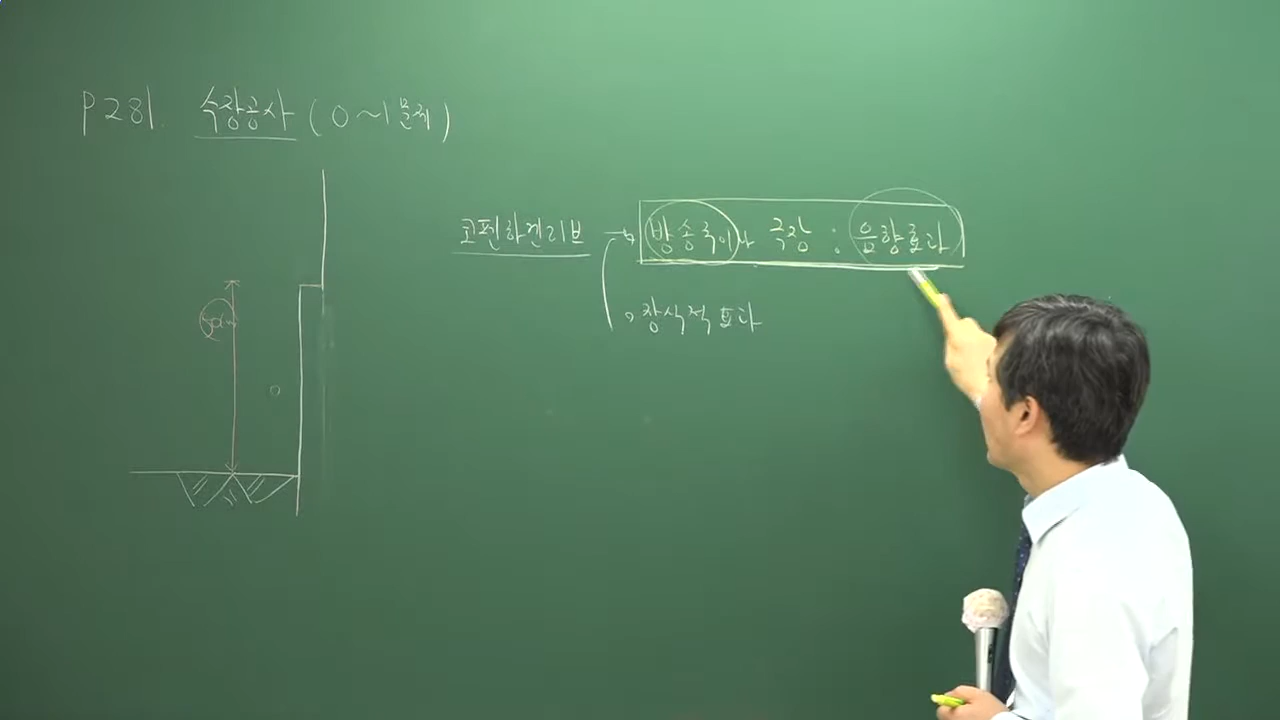 P281. 수장공사 (0~1문제)
코펜하겐리브 → 방송국이나 극장 : 음향효과
장식적 효과